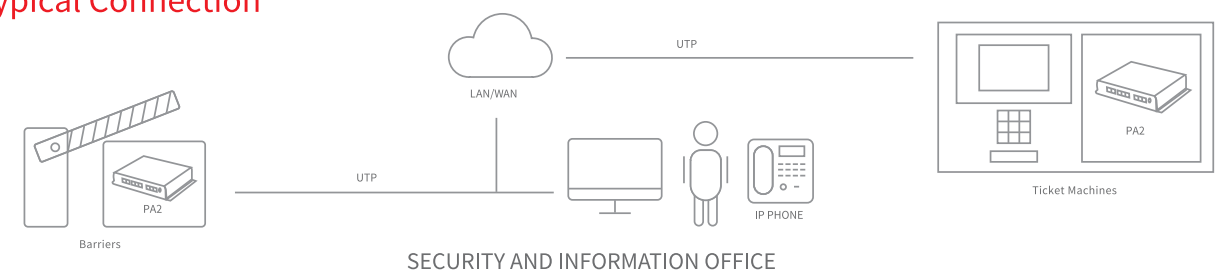 ypical Connection
UTP
LAN/WAN
PA2
UTP
PA2
Ticket Machines
IP PHONE
Barriers
SECURITY AND INFORMATION OFFICE